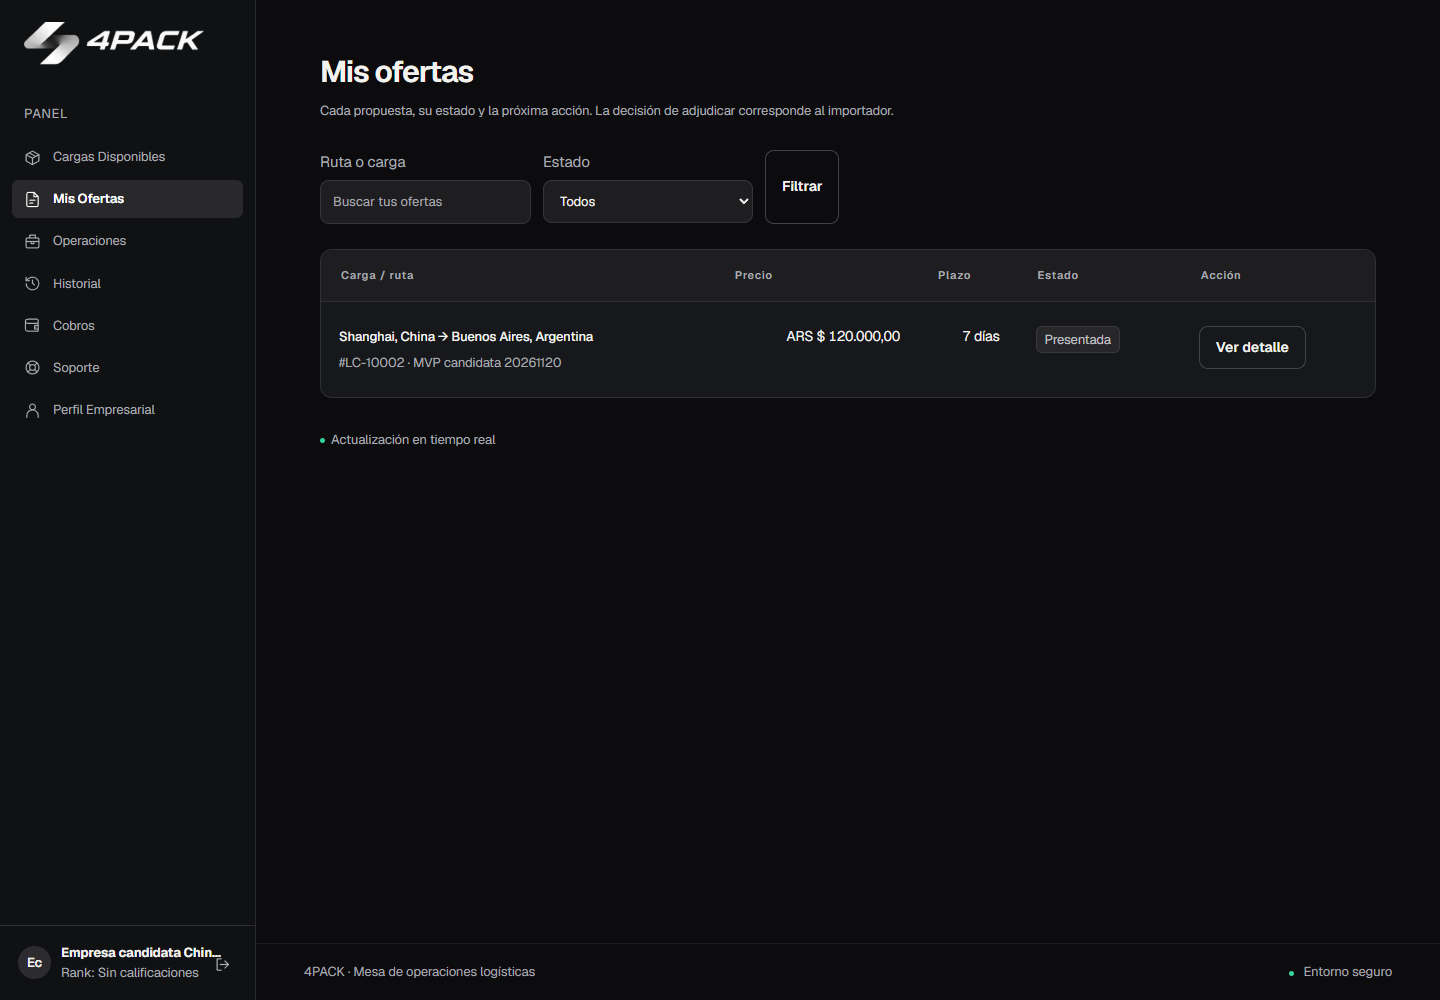 4PACK
PANEL
Cargas Disponibles
Mis Ofertas
Operaciones
Historial
Cobros
Soporte
Perfil Empresarial
Ec
Empresa candidata Chin...
Rank: Sin calificaciones
Mis ofertas
Cada propuesta, su estado y la próxima acción. La decisión de adjudicar corresponde al importador.
Ruta o carga
Estado
Buscar tus ofertas
Todos
Filtrar
Carga / ruta
Precio
Plazo
Estado
Acción
Shanghai, China → Buenos Aires, Argentina
#LC-10002 · MVP candidata 20261120
ARS $ 120.000,00
7 días
Presentada
Ver detalle
Actualización en tiempo real
4PACK · Mesa de operaciones logísticas
Entorno seguro